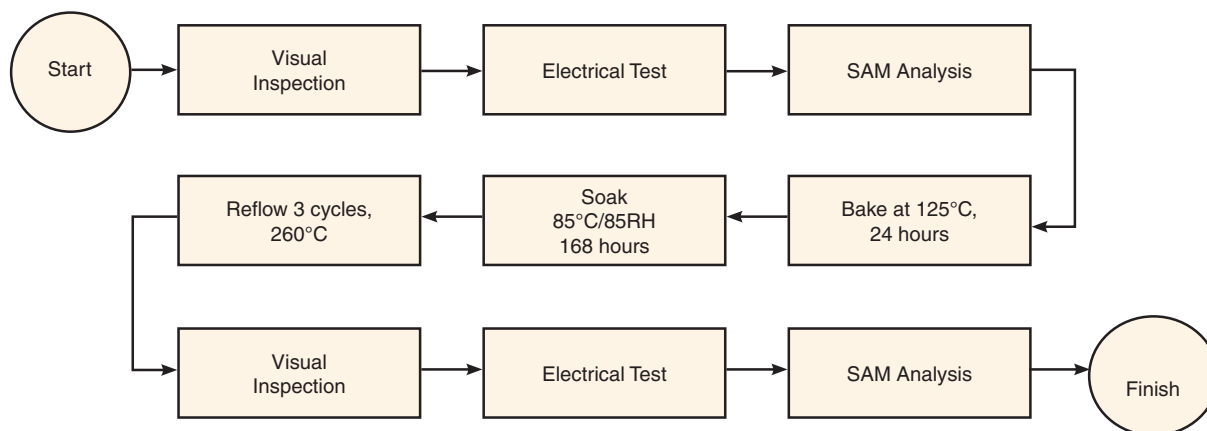 Start
Visual
Inspection
Electrical Test
SAM Analysis
Bake at 125°C,
24 hours
Soak
85°C/85RH
168 hours
Reflow 3 cycles,
260°C
Visual
Inspection
Electrical Test
SAM Analysis
Finish